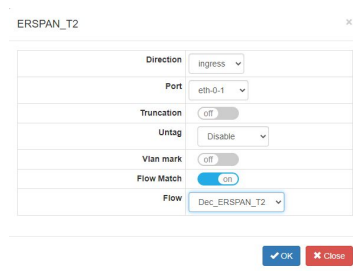 ERSPAN_T2 ×
Direction ingress
Port eth-0-1
Truncation off
Untag Disable
Vlan mark off
Flow Match on
Flow Dec_ERSPAN_T2
OK Close